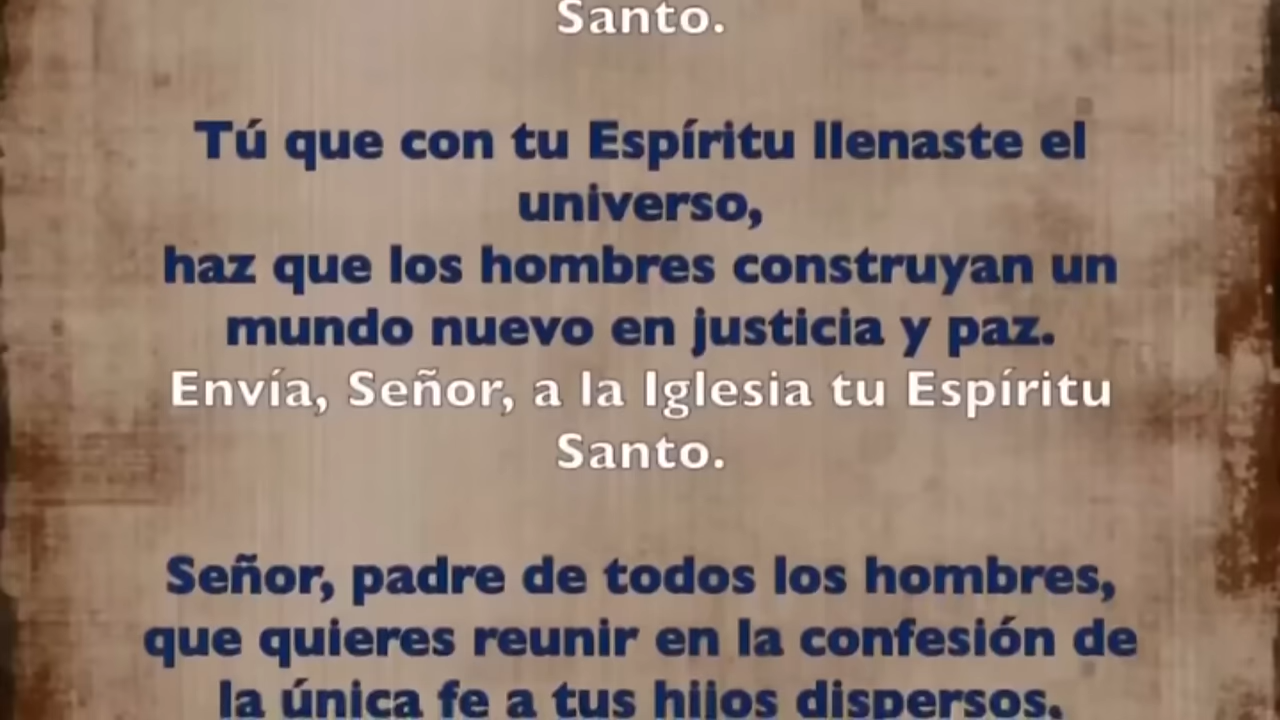 Santo.
Tú que con tu Espíritu llenaste el
universo,
haz que los hombres construyan un
mundo nuevo en justicia y paz.
Envía, Señor, a la Iglesia tu Espíritu
Santo.
Señor, padre de todos los hombres,
que quieres reunir en la confesión de
la única fe a tus hijos dispersos,